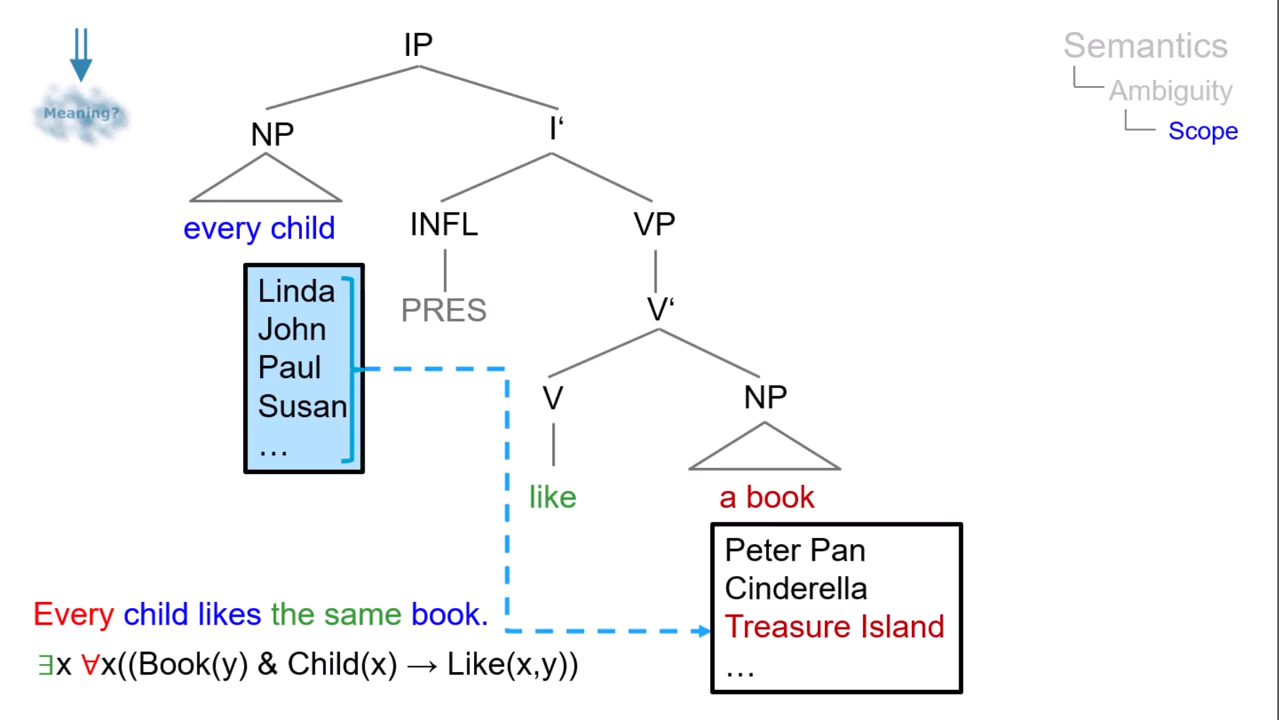 IP
Semantics
Ambiguity
Scope
Meaning?
NP
I‘
every child
INFL
VP
Linda
John
Paul
Susan
…
PRES
V‘
V
NP
like
a book
Peter Pan
Cinderella
Treasure Island
…
Every child likes the same book.
∃x ∀x((Book(y) & Child(x) → Like(x,y))